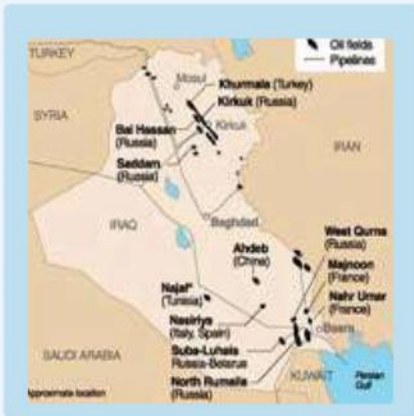 Oil fields
Pipelines
TURKEY
Mosul
Khurmala (Turkey)
Kirkuk (Russia)
SYRIA
Bai Hassan
(Russia)
Kirkuk
IRAN
Saddam
(Russia)
Baghdad
IRAQ
West Qurna
(Russia)
Ahdeb
(China)
Majnoon
(France)
Najaf*
(Tunisia)
Nahr Umar
(France)
Nasiriya
(Italy, Spain)
Basra
SAUDI ARABIA
Suba-Luhais
Russia-Belarus
KUWAIT
Persian
Gulf
North Rumaila
(Russia)
Approximate location